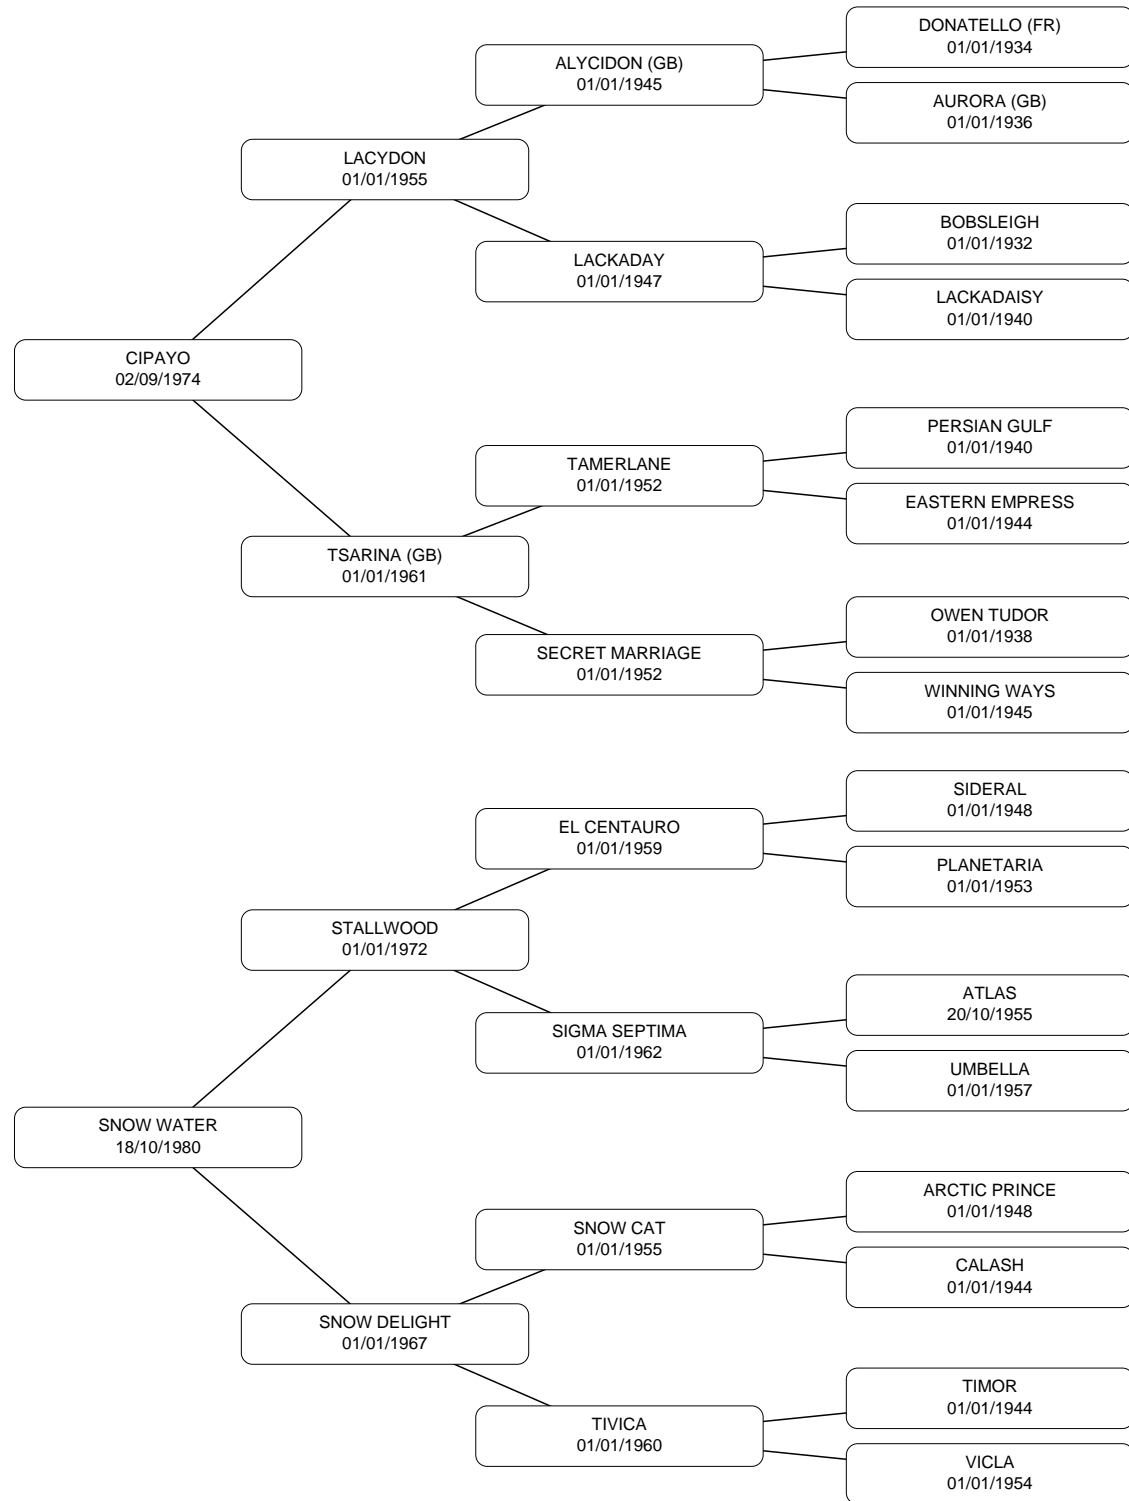 DONATELLO (FR)
01/01/1934
ALYCIDON (GB)
01/01/1945
AURORA (GB)
01/01/1936
LACYDON
01/01/1955
BOBSLEIGH
01/01/1932
LACKADAY
01/01/1947
LACKADAISY
01/01/1940
CIPAYO
02/09/1974
PERSIAN GULF
01/01/1940
TAMERLANE
01/01/1952
EASTERN EMPRESS
01/01/1944
TSARINA (GB)
01/01/1961
OWEN TUDOR
01/01/1938
SECRET MARRIAGE
01/01/1952
WINNING WAYS
01/01/1945
SIDERAL
01/01/1948
EL CENTAURO
01/01/1959
PLANETARIA
01/01/1953
STALLWOOD
01/01/1972
ATLAS
20/10/1955
SIGMA SEPTIMA
01/01/1962
UMBELLA
01/01/1957
SNOW WATER
18/10/1980
ARCTIC PRINCE
01/01/1948
SNOW CAT
01/01/1955
CALASH
01/01/1944
SNOW DELIGHT
01/01/1967
TIMOR
01/01/1944
TIVICA
01/01/1960
VICLA
01/01/1954